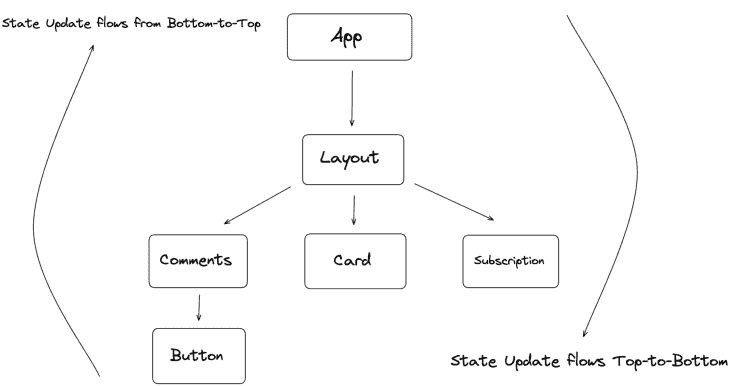 State Update flows from Bottom-to-Top
App
Layout
Comments
Card
Subscription
Button
State Update flows Top-to-Bottom